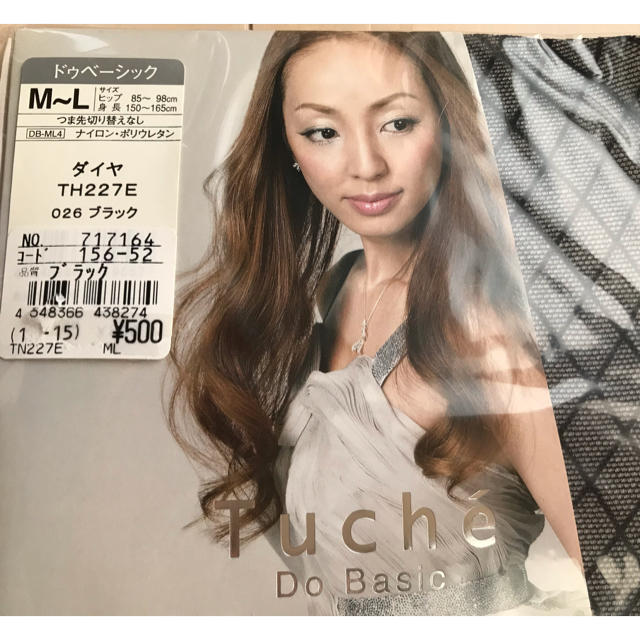 ドゥベーシック
M~L サイズ
ヒップ 85~ 98cm
身長 150~165cm
つま先切り替えなし
DB-ML4 ナイロン・ポリウレタン
ダイヤ
TH227E
026 ブラック
NO. 717164
コード 156-52
品質 ブラック
4 548366 438274
(1 -15) ¥500
TN227E ML
Tuché
Do Basic